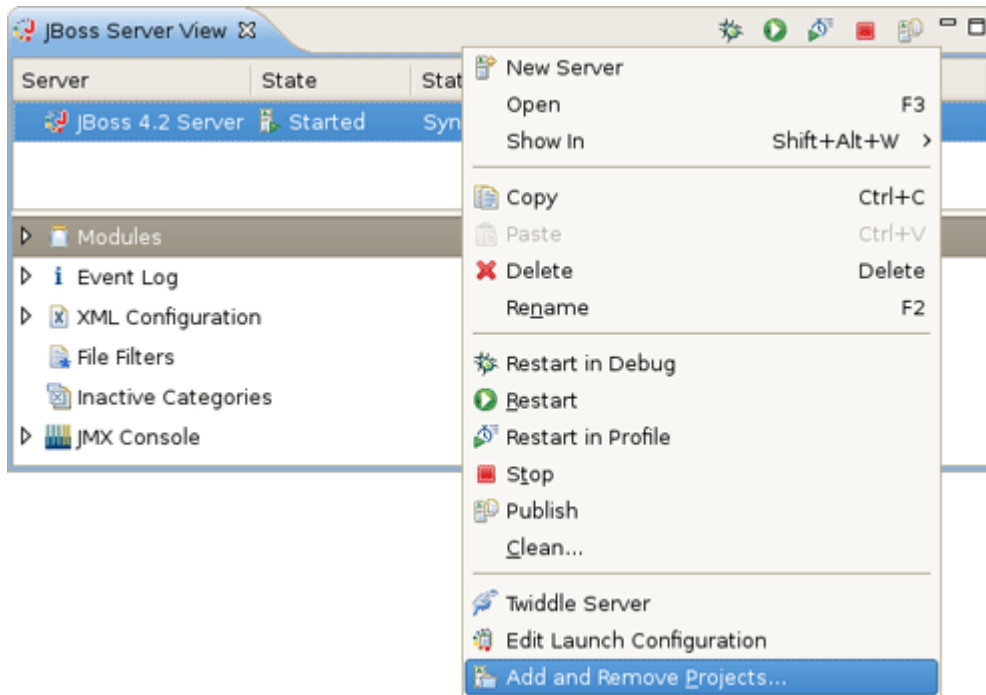 JBoss Server View
Server State Stat
JBoss 4.2 Server Started Syn
Modules
Event Log
XML Configuration
File Filters
Inactive Categories
JMX Console
New Server
Open F3
Show In Shift+Alt+W >
Copy Ctrl+C
Paste Ctrl+V
Delete Delete
Rename F2
Restart in Debug
Restart
Restart in Profile
Stop
Publish
Clean...
Twiddle Server
Edit Launch Configuration
Add and Remove Projects...